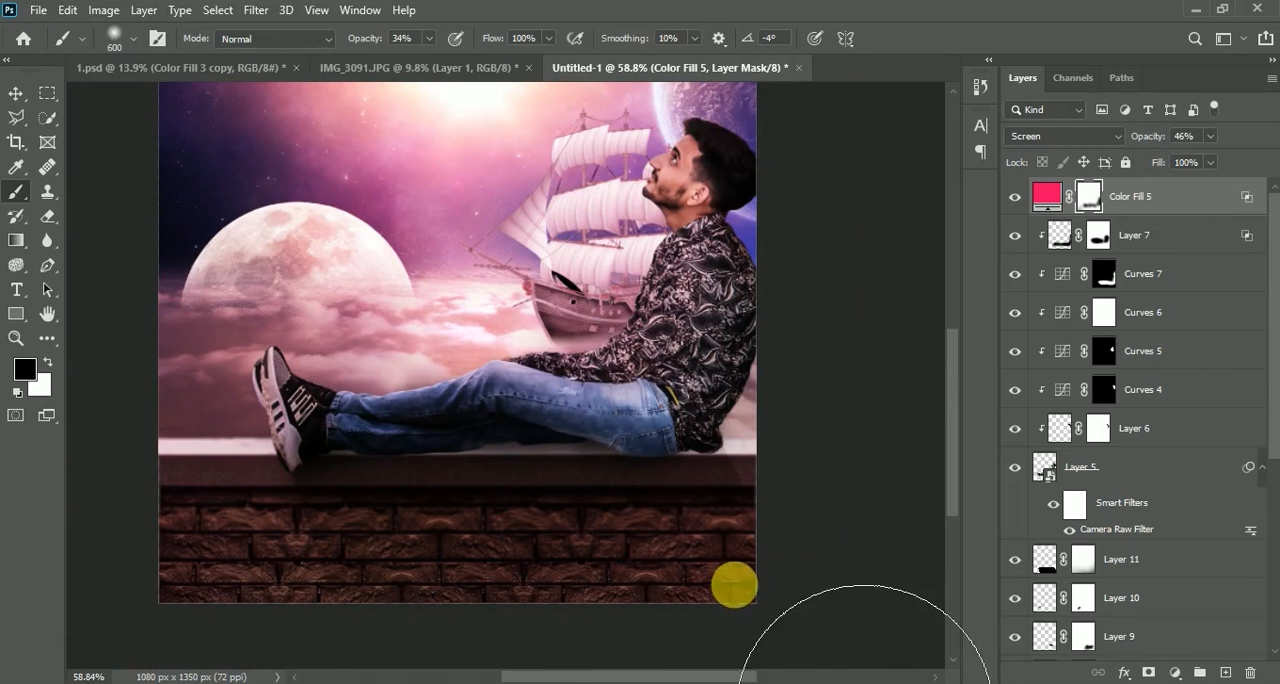 Ps File Edit Image Layer Type Select Filter 3D View Window Help
600 Mode: Normal Opacity: 34% Flow: 100% Smoothing: 10% -4°
1.psd @ 13.9% (Color Fill 3 copy, RGB/8#) * × IMG_3091.JPG @ 9.8% (Layer 1, RGB/8) * × Untitled-1 @ 58.8% (Color Fill 5, Layer Mask/8) * ×
Layers Channels Paths
Kind
Screen Opacity: 46%
Lock: Fill: 100%
Color Fill 5
Layer 7
Curves 7
Curves 6
Curves 5
Curves 4
Layer 6
Layer 5
Smart Filters
Camera Raw Filter
Layer 11
Layer 10
Layer 9
58.84% 1080 px x 1350 px (72 ppi)